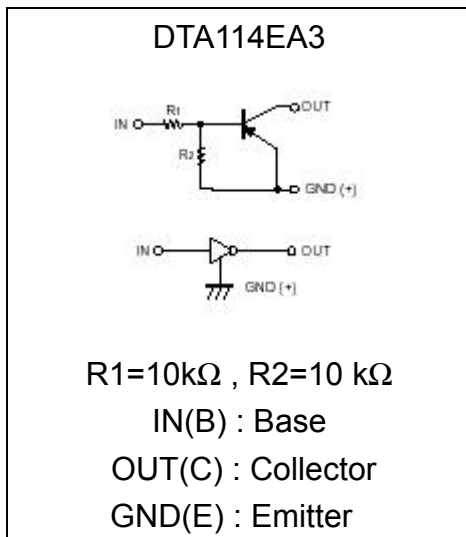 DTA114EA3
R1
OUT
IN
R2
GND (+)
IN
OUT
GND (+)
R1=10kΩ , R2=10 kΩ
IN(B) : Base
OUT(C) : Collector
GND(E) : Emitter